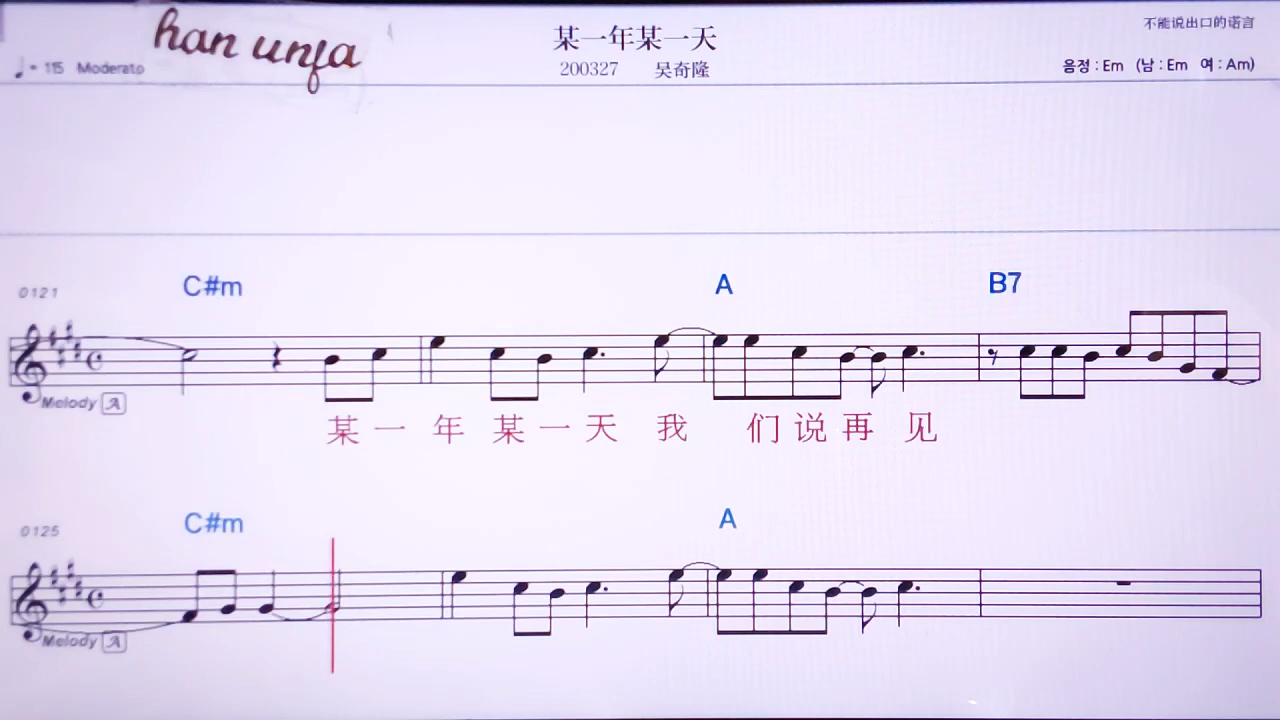 han unfa
某一年某一天
不能说出口的诺言
♩= 115 Moderato
200327 吴奇隆
음정 : Em (남 : Em 여 : Am)
0121 C#m A B7
Melody A
某 一 年 某 一 天 我 们 说 再 见
0125 C#m A
Melody A